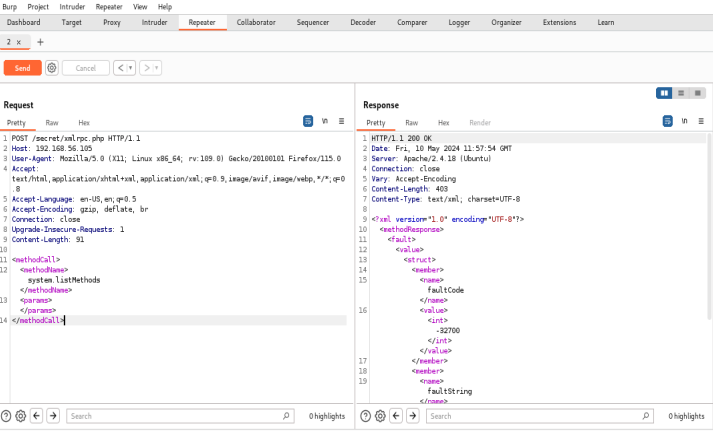 Burp Project Intruder Repeater View Help
Dashboard Target Proxy Intruder Repeater Collaborator Sequencer Decoder Comparer Logger Organizer Extensions Learn
2 × +
Send Cancel < >
Request
Pretty Raw Hex \n
1 POST /secret/xmlrpc.php HTTP/1.1
2 Host: 192.168.56.105
3 User-Agent: Mozilla/5.0 (X11; Linux x86_64; rv:109.0) Gecko/20100101 Firefox/115.0
4 Accept:
text/html,application/xhtml+xml,application/xml;q=0.9,image/avif,image/webp,*/*;q=0
.8
5 Accept-Language: en-US,en;q=0.5
6 Accept-Encoding: gzip, deflate, br
7 Connection: close
8 Upgrade-Insecure-Requests: 1
9 Content-Length: 91
10
11 <methodCall>
12 <methodName>
system.listMethods
</methodName>
13 <params>
</params>
14 </methodCall>
Search 0 highlights
Response
Pretty Raw Hex Render \n
1 HTTP/1.1 200 OK
2 Date: Fri, 10 May 2024 11:57:54 GMT
3 Server: Apache/2.4.18 (Ubuntu)
4 Connection: close
5 Vary: Accept-Encoding
6 Content-Length: 403
7 Content-Type: text/xml; charset=UTF-8
8
9 <?xml version="1.0" encoding="UTF-8"?>
10 <methodResponse>
11 <fault>
12 <value>
13 <struct>
14 <member>
15 <name>
faultCode
</name>
16 <value>
<int>
-32700
</int>
</value>
17 </member>
18 <member>
19 <name>
faultString
</name>
Search 0 highlights